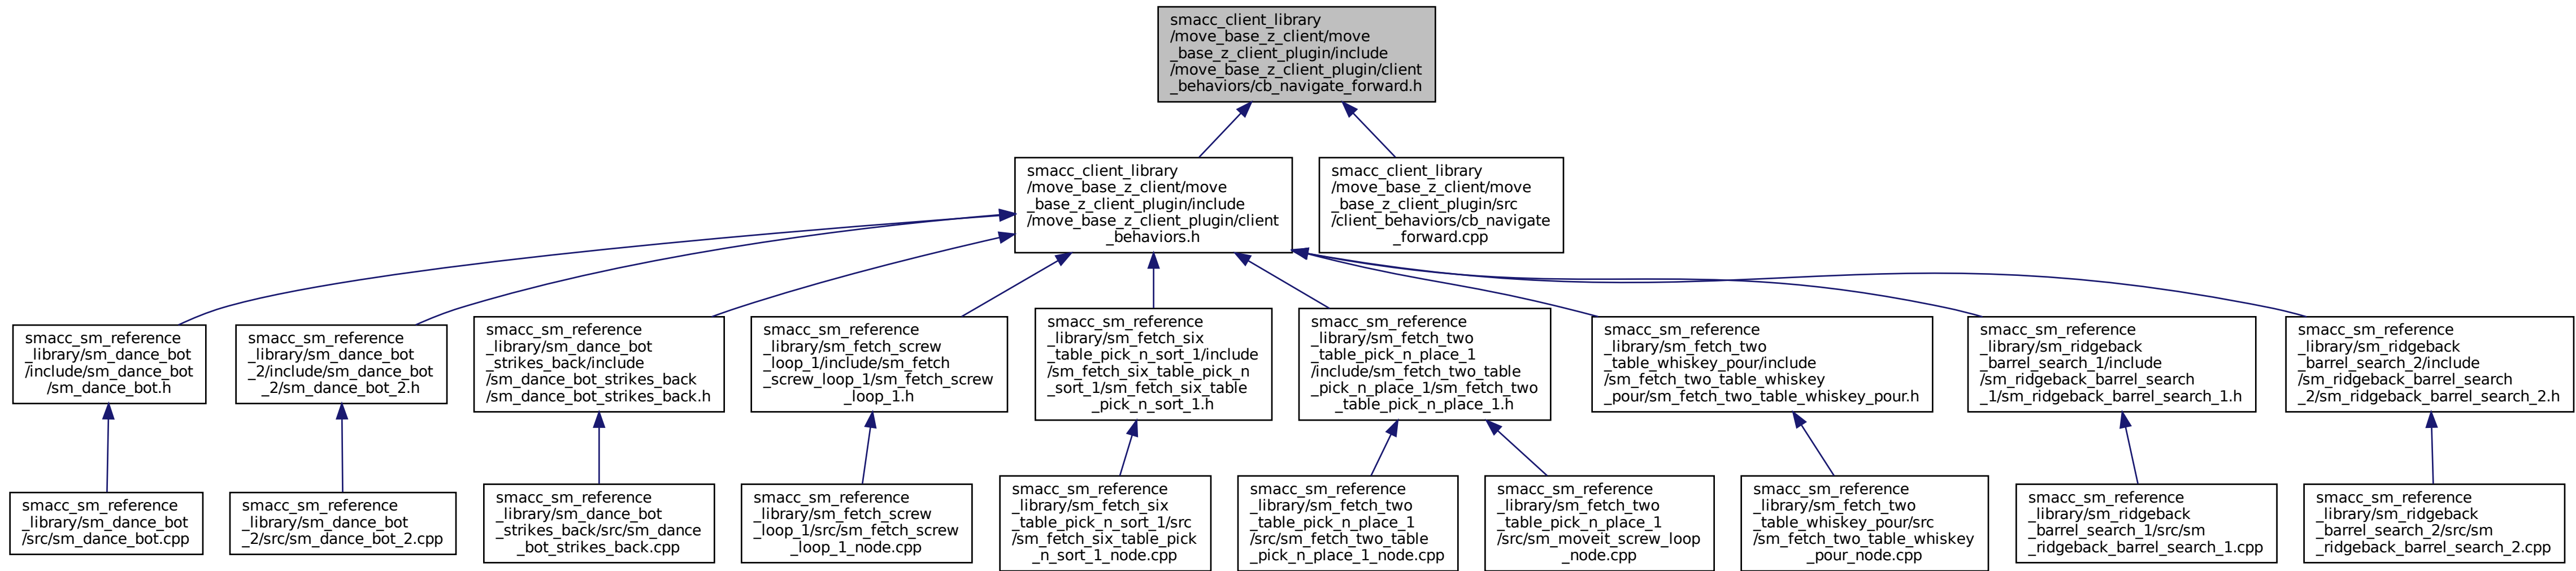 smacc_client_library
/move_base_z_client/move
_base_z_client_plugin/include
/move_base_z_client_plugin/client
_behaviors/cb_navigate_forward.h
smacc_client_library
/move_base_z_client/move
_base_z_client_plugin/include
/move_base_z_client_plugin/client
_behaviors.h
smacc_client_library
/move_base_z_client/move
_base_z_client_plugin/src
/client_behaviors/cb_navigate
_forward.cpp
smacc_sm_reference
_library/sm_dance_bot
/include/sm_dance_bot
/sm_dance_bot.h
smacc_sm_reference
_library/sm_dance_bot
_2/include/sm_dance_bot
_2/sm_dance_bot_2.h
smacc_sm_reference
_library/sm_dance_bot
_strikes_back/include
/sm_dance_bot_strikes_back
/sm_dance_bot_strikes_back.h
smacc_sm_reference
_library/sm_fetch_screw
_loop_1/include/sm_fetch
_screw_loop_1/sm_fetch_screw
_loop_1.h
smacc_sm_reference
_library/sm_fetch_six
_table_pick_n_sort_1/include
/sm_fetch_six_table_pick_n
_sort_1/sm_fetch_six_table
_pick_n_sort_1.h
smacc_sm_reference
_library/sm_fetch_two
_table_pick_n_place_1
/include/sm_fetch_two_table
_pick_n_place_1/sm_fetch_two
_table_pick_n_place_1.h
smacc_sm_reference
_library/sm_fetch_two
_table_whiskey_pour/include
/sm_fetch_two_table_whiskey
_pour/sm_fetch_two_table_whiskey_pour.h
smacc_sm_reference
_library/sm_ridgeback
_barrel_search_1/include
/sm_ridgeback_barrel_search
_1/sm_ridgeback_barrel_search_1.h
smacc_sm_reference
_library/sm_ridgeback
_barrel_search_2/include
/sm_ridgeback_barrel_search
_2/sm_ridgeback_barrel_search_2.h
smacc_sm_reference
_library/sm_dance_bot
/src/sm_dance_bot.cpp
smacc_sm_reference
_library/sm_dance_bot
_2/src/sm_dance_bot_2.cpp
smacc_sm_reference
_library/sm_dance_bot
_strikes_back/src/sm_dance
_bot_strikes_back.cpp
smacc_sm_reference
_library/sm_fetch_screw
_loop_1/src/sm_fetch_screw
_loop_1_node.cpp
smacc_sm_reference
_library/sm_fetch_six
_table_pick_n_sort_1/src
/sm_fetch_six_table_pick
_n_sort_1_node.cpp
smacc_sm_reference
_library/sm_fetch_two
_table_pick_n_place_1
/src/sm_fetch_two_table
_pick_n_place_1_node.cpp
smacc_sm_reference
_library/sm_fetch_two
_table_pick_n_place_1
/src/sm_moveit_screw_loop
_node.cpp
smacc_sm_reference
_library/sm_fetch_two
_table_whiskey_pour/src
/sm_fetch_two_table_whiskey
_pour_node.cpp
smacc_sm_reference
_library/sm_ridgeback
_barrel_search_1/src/sm
_ridgeback_barrel_search_1.cpp
smacc_sm_reference
_library/sm_ridgeback
_barrel_search_2/src/sm
_ridgeback_barrel_search_2.cpp